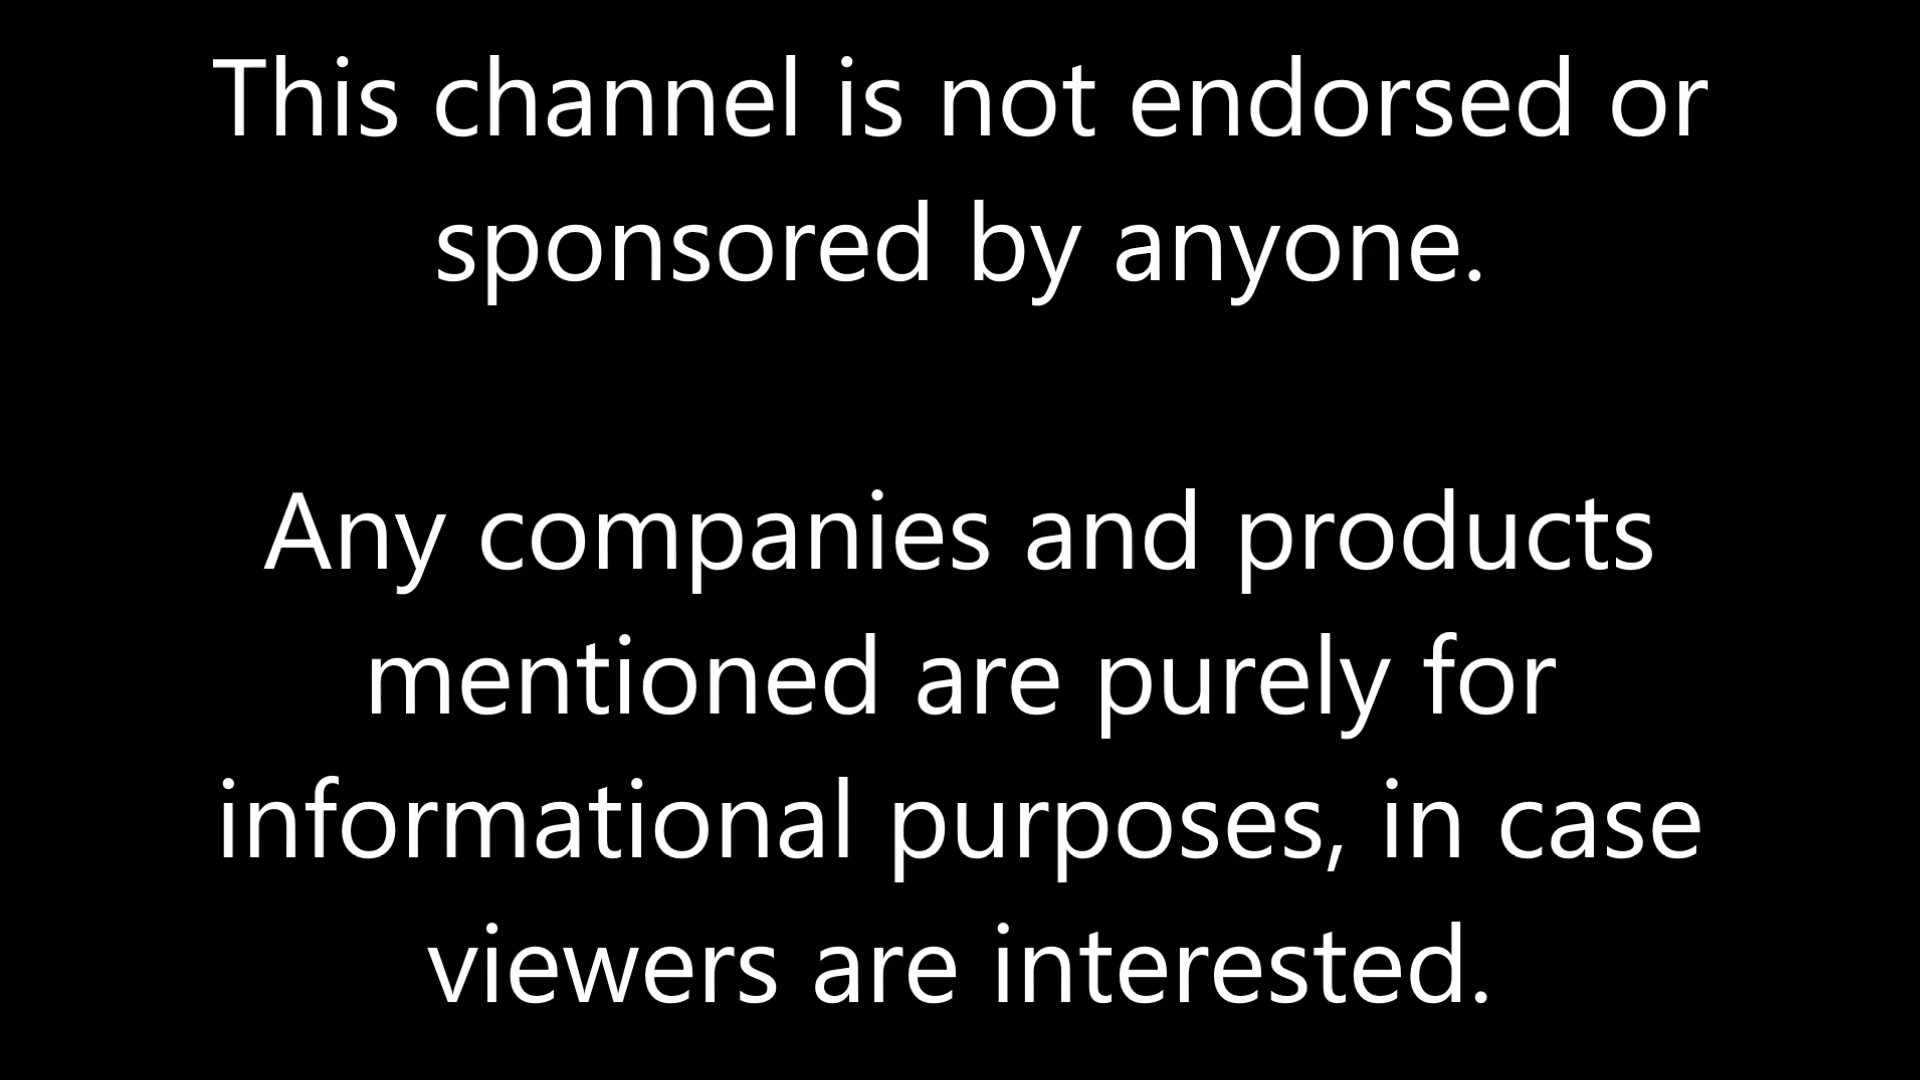 This channel is not endorsed or
sponsored by anyone.
Any companies and products
mentioned are purely for
informational purposes, in case
viewers are interested.